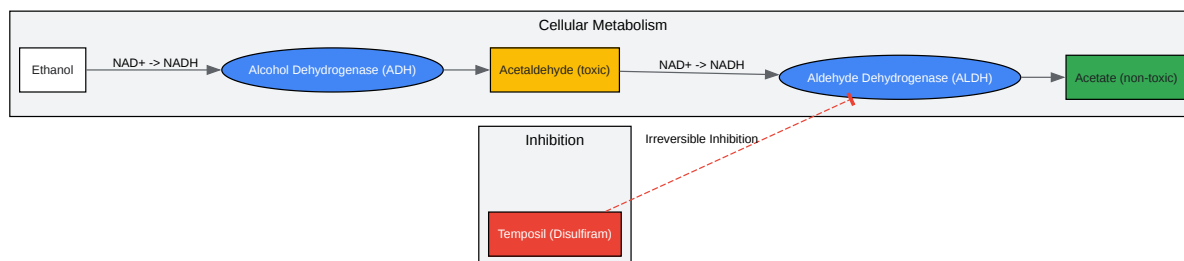 Cellular Metabolism
Ethanol
NAD+ -> NADH
Alcohol Dehydrogenase (ADH)
Acetaldehyde (toxic)
NAD+ -> NADH
Aldehyde Dehydrogenase (ALDH)
Acetate (non-toxic)
Inhibition
Irreversible Inhibition
Temposil (Disulfiram)